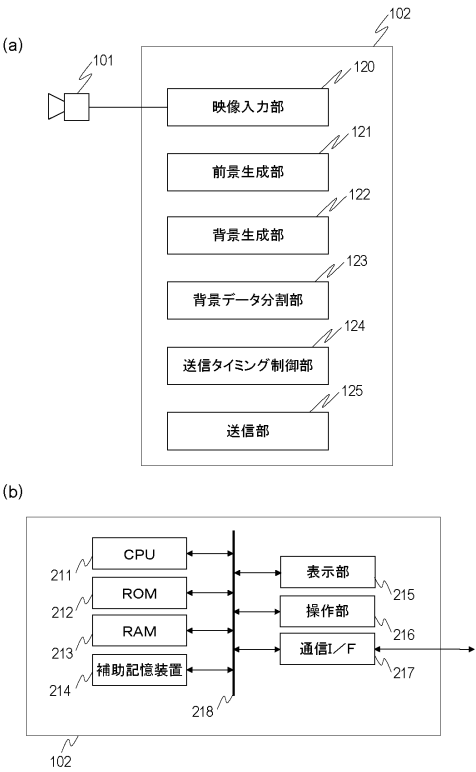 (a)
102
101
120
映像入力部
121
前景生成部
122
背景生成部
123
背景データ分割部
124
送信タイミング制御部
125
送信部
(b)
CPU
211
表示部
215
ROM
212
操作部
216
RAM
213
通信I/F
217
補助記憶装置
214
218
102